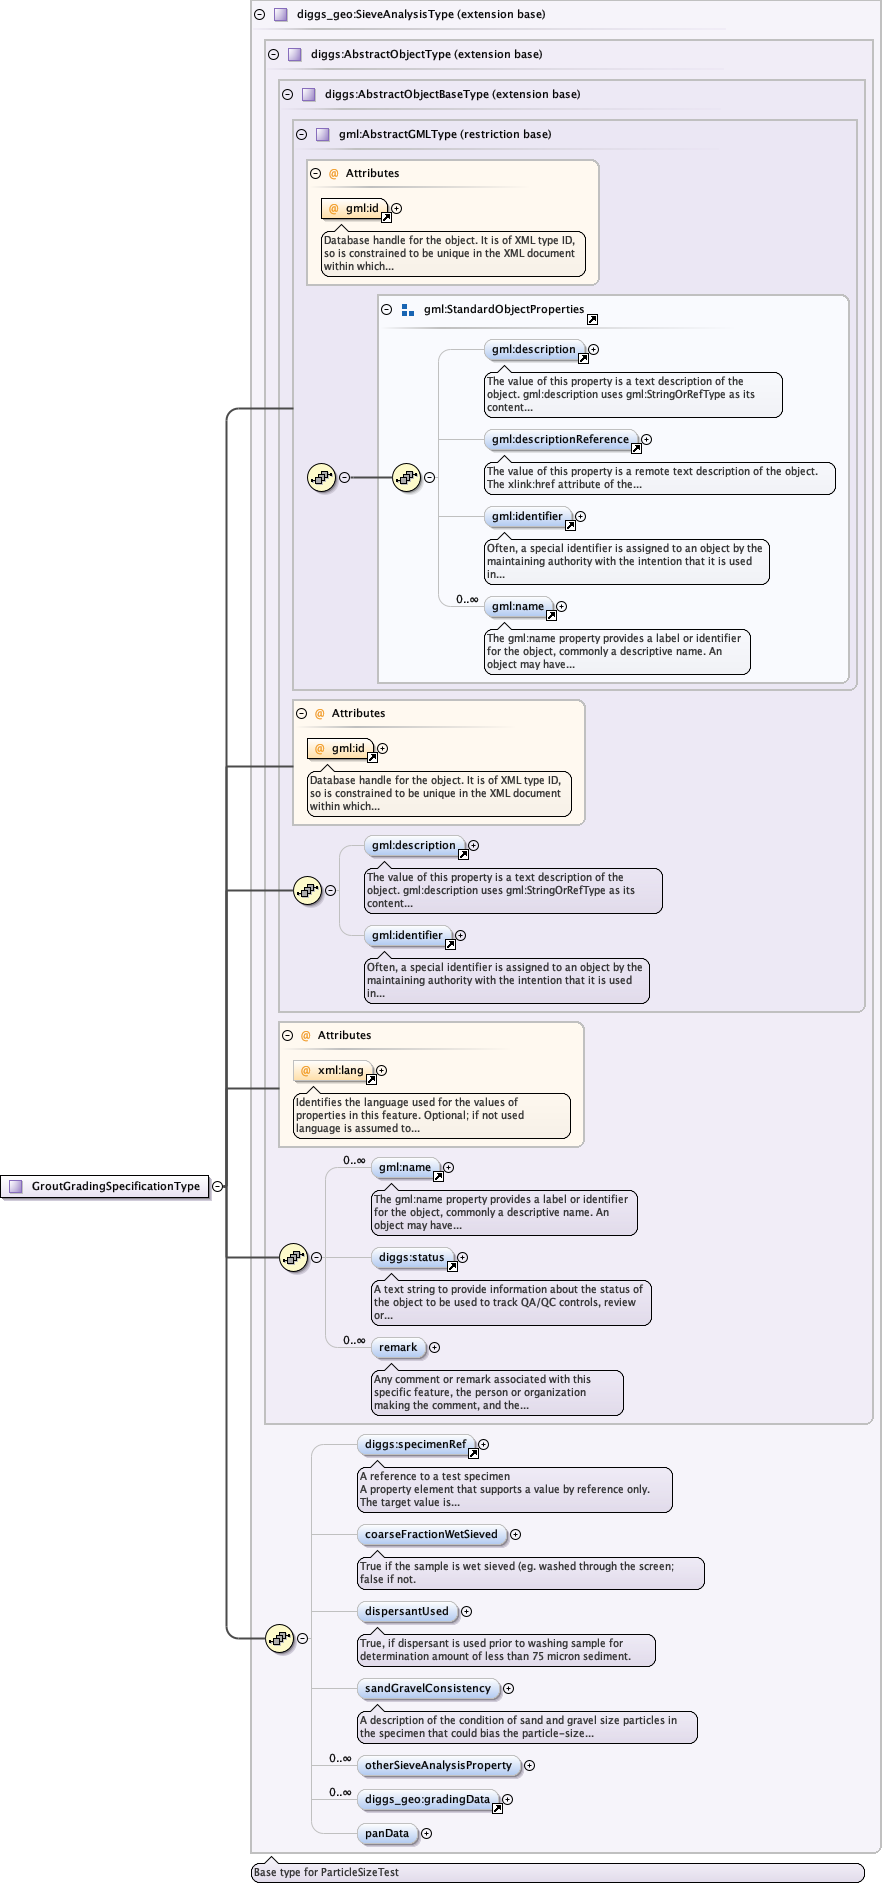 diggs_geo:SieveAnalysisType (extension base)
diggs:AbstractObjectType (extension base)
diggs:AbstractObjectBaseType (extension base)
gml:AbstractGMLType (restriction base)
@ Attributes
@ gml:id
Database handle for the object. It is of XML type ID,
so is constrained to be unique in the XML document
within which...
gml:StandardObjectProperties
gml:description
The value of this property is a text description of the
object. gml:description uses gml:StringOrRefType as its
content...
gml:descriptionReference
The value of this property is a remote text description of the object.
The xlink:href attribute of the...
gml:identifier
Often, a special identifier is assigned to an object by the
maintaining authority with the intention that it is used
in...
0..∞
gml:name
The gml:name property provides a label or identifier
for the object, commonly a descriptive name. An
object may have...
@ Attributes
@ gml:id
Database handle for the object. It is of XML type ID,
so is constrained to be unique in the XML document
within which...
gml:description
The value of this property is a text description of the
object. gml:description uses gml:StringOrRefType as its
content...
gml:identifier
Often, a special identifier is assigned to an object by the
maintaining authority with the intention that it is used
in...
@ Attributes
@ xml:lang
Identifies the language used for the values of
properties in this feature. Optional; if not used
language is assumed to...
GroutGradingSpecificationType
0..∞
gml:name
The gml:name property provides a label or identifier
for the object, commonly a descriptive name. An
object may have...
diggs:status
A text string to provide information about the status of
the object to be used to track QA/QC controls, review
or...
0..∞
remark
Any comment or remark associated with this
specific feature, the person or organization
making the comment, and the...
diggs:specimenRef
A reference to a test specimen
A property element that supports a value by reference only.
The target value is...
coarseFractionWetSieved
True if the sample is wet sieved (eg. washed through the screen;
false if not.
dispersantUsed
True, if dispersant is used prior to washing sample for
determination amount of less than 75 micron sediment.
sandGravelConsistency
A description of the condition of sand and gravel size particles in
the specimen that could bias the particle-size...
0..∞
otherSieveAnalysisProperty
0..∞
diggs_geo:gradingData
panData
Base type for ParticleSizeTest